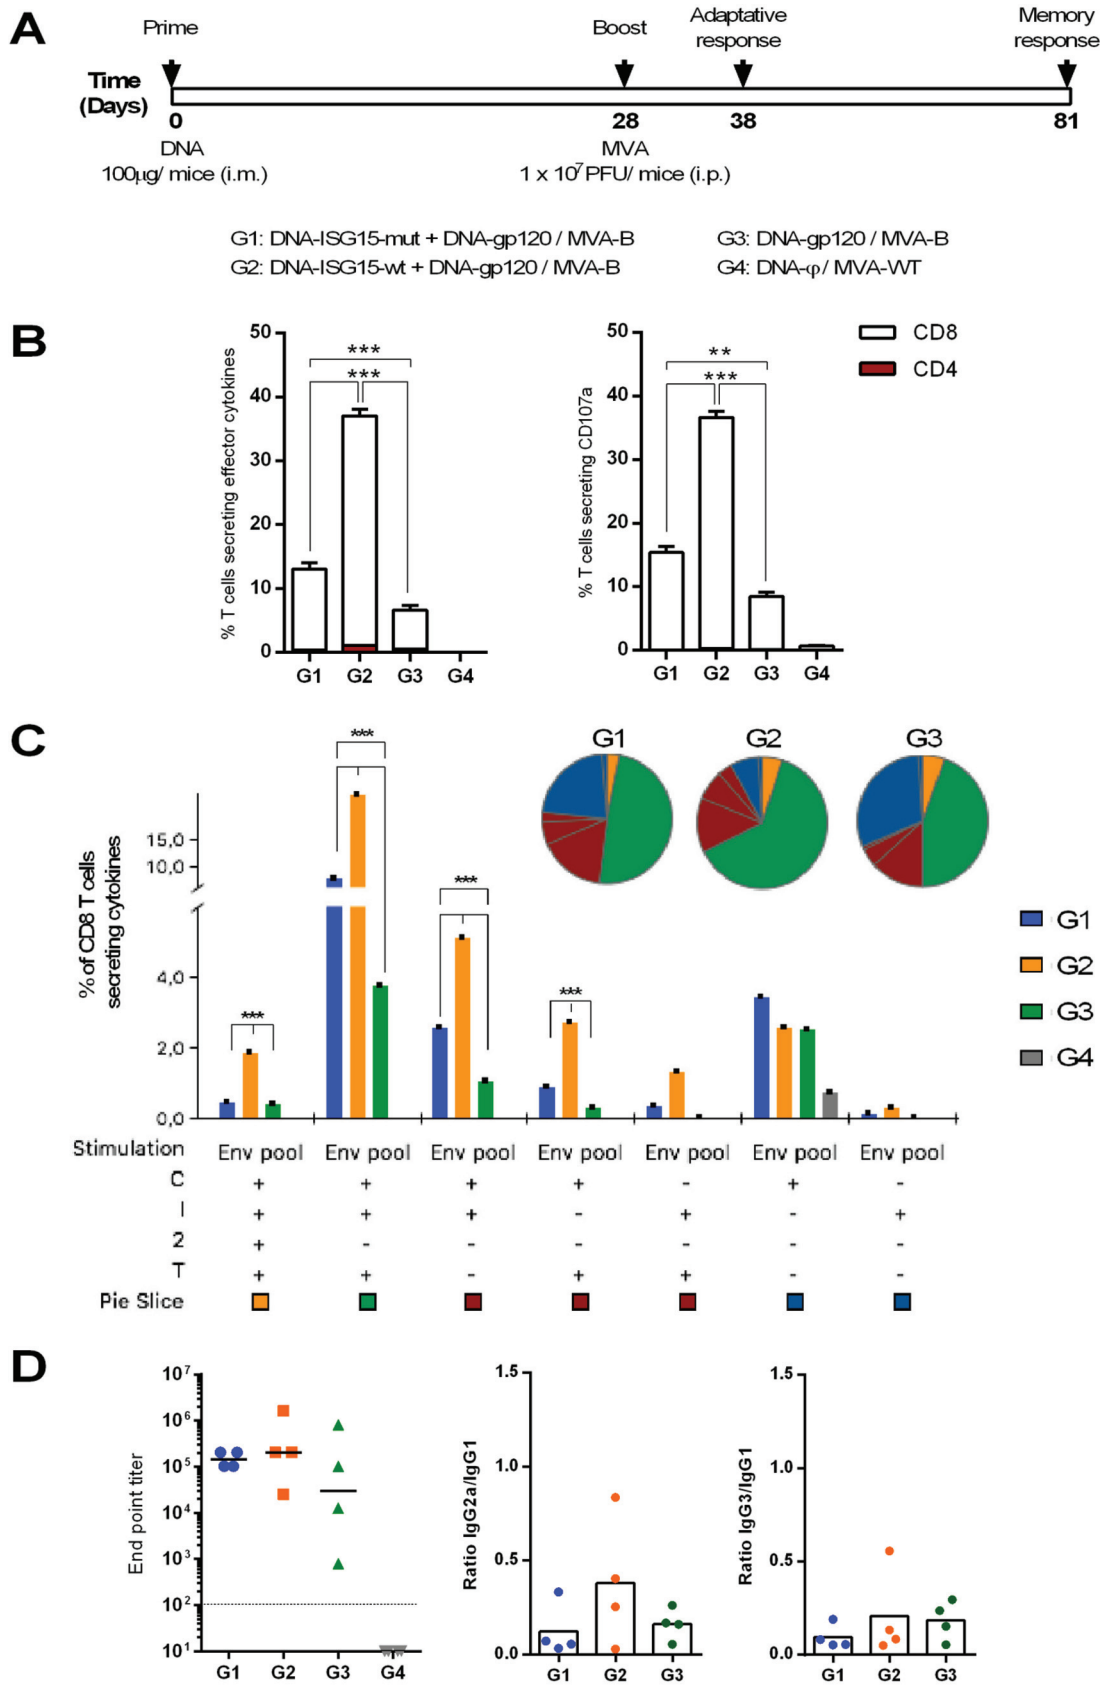 A
Prime
Boost
Adaptative
response
Memory
response
Time
(Days)
0
28
38
81
DNA
100µg/ mice (i.m.)
MVA
1 x 10⁷ PFU/ mice (i.p.)
G1: DNA-ISG15-mut + DNA-gp120 / MVA-B
G2: DNA-ISG15-wt + DNA-gp120 / MVA-B
G3: DNA-gp120 / MVA-B
G4: DNA-φ / MVA-WT
B
% T cells secreting effector cytokines
50
40
30
20
10
0
***
***
G1 G2 G3 G4
% T cells secreting CD107a
50
40
30
20
10
0
**
***
G1 G2 G3 G4
CD8
CD4
C
% of CD8 T cells
secreting cytokines
15,0
10,0
4,0
2,0
0,0
***
***
***
***
G1 G2 G3
G1
G2
G3
G4
Stimulation Env pool Env pool Env pool Env pool Env pool Env pool Env pool
C + + + + - + -
I + + + - + - +
2 + - - - - - -
T + + - + + - -
Pie Slice
D
End point titer
10⁷
10⁶
10⁵
10⁴
10³
10²
10¹
G1 G2 G3 G4
Ratio IgG2a/IgG1
1.5
1.0
0.5
0.0
G1 G2 G3
Ratio IgG3/IgG1
1.5
1.0
0.5
0.0
G1 G2 G3